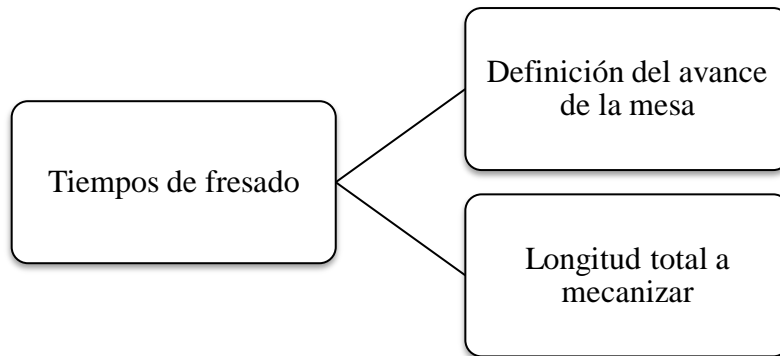 Tiempos de fresado
Definición del avance
de la mesa
Longitud total a
mecanizar